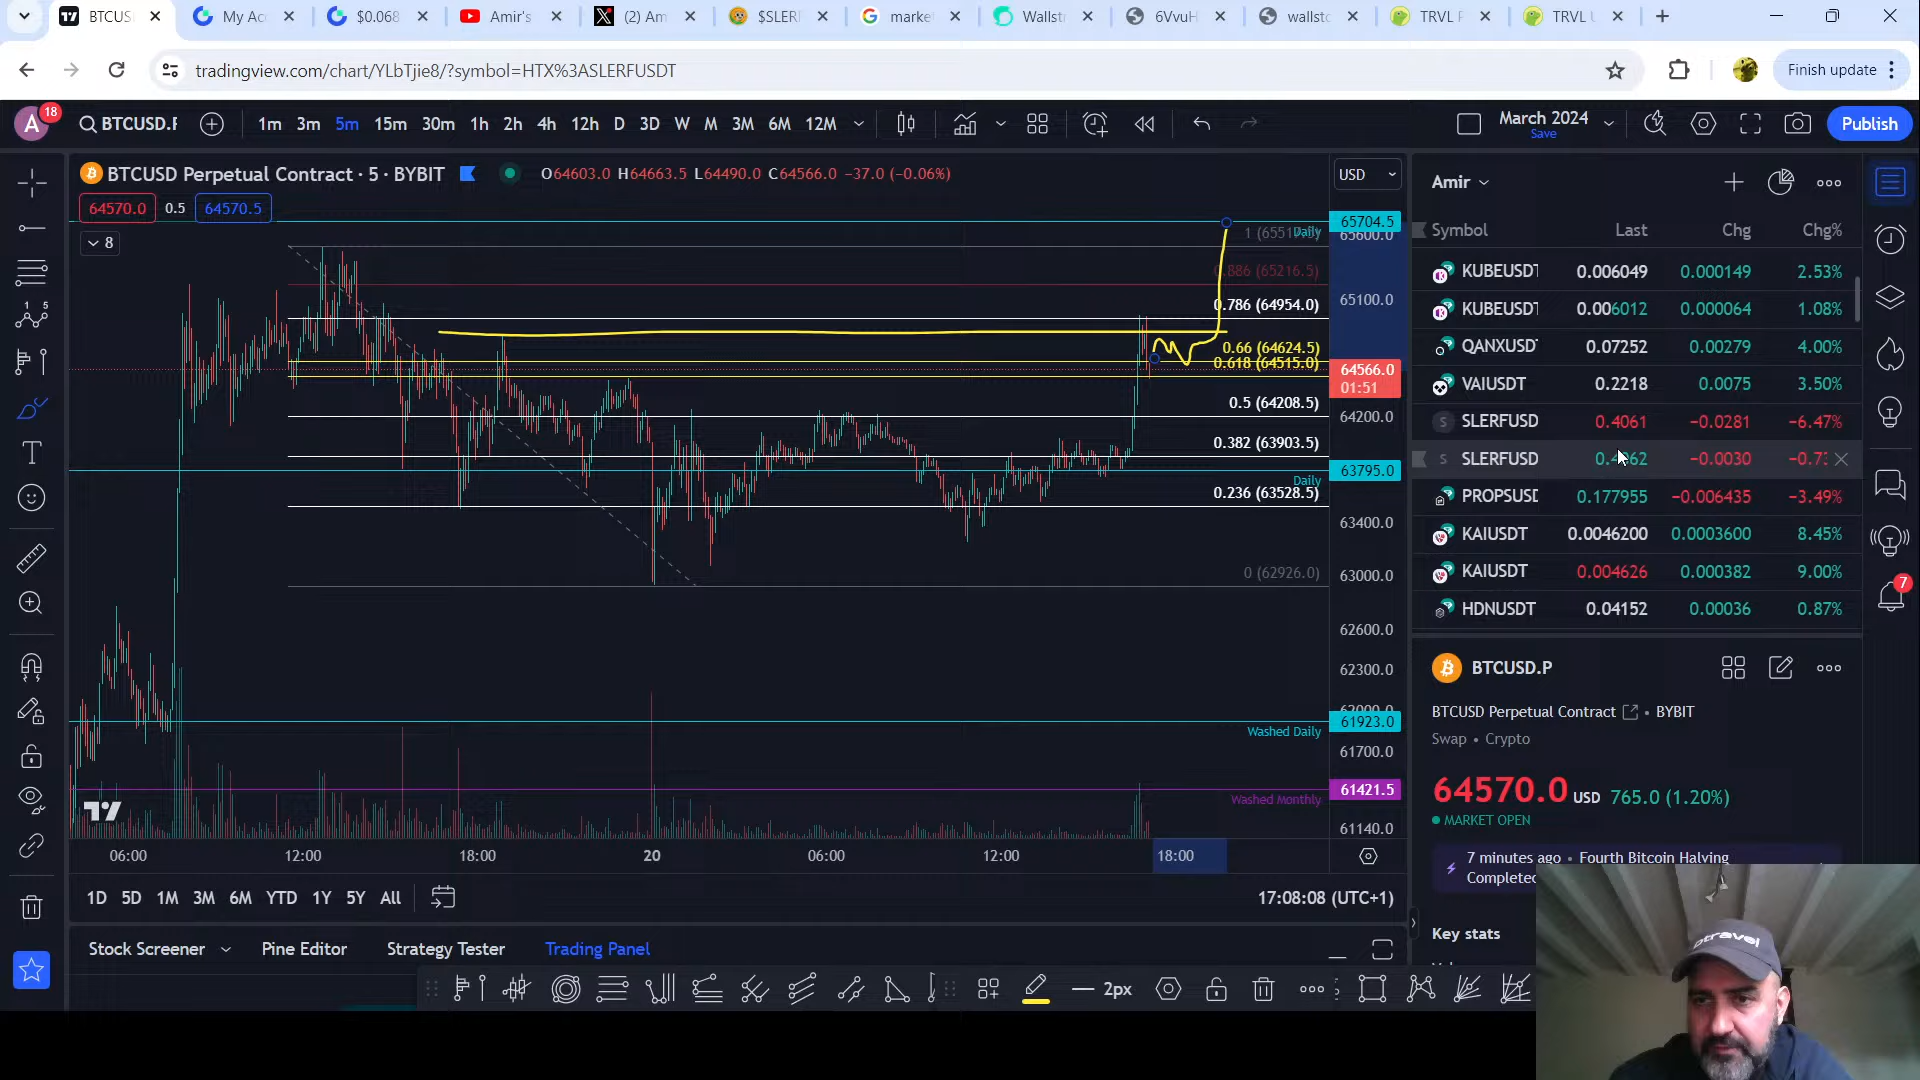 BTCUS
My Ac
$0.068
Amir's
(2) Am
$SLERF
marke
Wallstr
6VvuH
wallstc
TRVL F
TRVL U
tradingview.com/chart/YLbTjie8/?symbol=HTX%3ASLERFUSDT
Finish update
A 18
BTCUSD.F
1m 3m 5m 15m 30m 1h 2h 4h 12h D 3D W M 3M 6M 12M
March 2024
Save
Publish
BTCUSD Perpetual Contract · 5 · BYBIT
O64603.0 H64663.5 L64490.0 C64566.0 −37.0 (−0.06%)
USD
64570.0 0.5 64570.5
8
65704.5
Daily
65600.0
0.886 (65216.5)
65100.0
0.786 (64954.0)
0.66 (64624.5)
0.618 (64515.0)
64566.0
01:51
0.5 (64208.5)
64200.0
0.382 (63903.5)
63795.0
Daily
0.236 (63528.5)
63400.0
0 (62926.0)
63000.0
62600.0
62300.0
62000.0
61923.0
Washed Daily
61700.0
61421.5
Washed Monthly
61140.0
06:00 12:00 18:00 20 06:00 12:00 18:00
1D 5D 1M 3M 6M YTD 1Y 5Y All
17:08:08 (UTC+1)
Stock Screener
Pine Editor
Strategy Tester
Trading Panel
2px
Amir
Symbol Last Chg Chg%
KUBEUSDT 0.006049 0.000149 2.53%
KUBEUSDT 0.006012 0.000064 1.08%
QANXUSD 0.07252 0.00279 4.00%
VAIUSDT 0.2218 0.0075 3.50%
SLERFUSD 0.4061 −0.0281 −6.47%
SLERFUSD −0.0030 −0.73
PROPSUSD 0.177955 −0.006435 −3.49%
KAIUSDT 0.0046200 0.0003600 8.45%
KAIUSDT 0.004626 0.000382 9.00%
HDNUSDT 0.04152 0.00036 0.87%
7
BTCUSD.P
BTCUSD Perpetual Contract • BYBIT
Swap • Crypto
64570.0 USD 765.0 (1.20%)
MARKET OPEN
7 minutes ago • Fourth Bitcoin Halving
Completed
Key stats